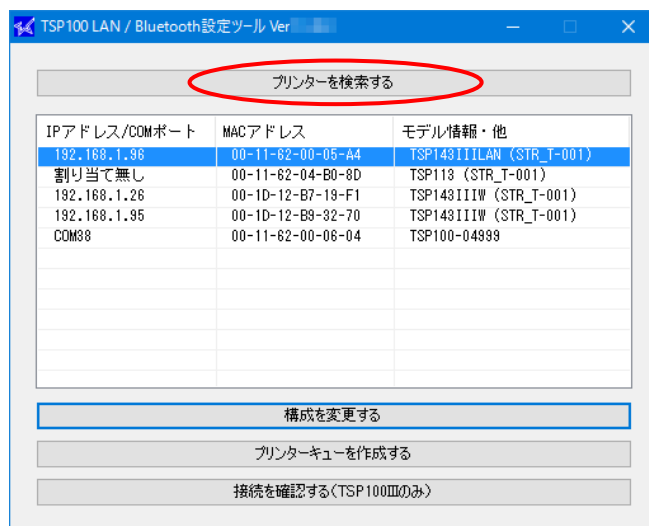 TSP100 LAN / Bluetooth設定ツール Ver
プリンターを検索する
IPアドレス/COMポート MACアドレス モデル情報・他
192.168.1.96 00-11-62-00-05-A4 TSP143IIILAN (STR_T-001)
割り当て無し 00-11-62-04-B0-8D TSP113 (STR_T-001)
192.168.1.26 00-1D-12-B7-19-F1 TSP143IIIW (STR_T-001)
192.168.1.95 00-1D-12-B9-32-70 TSP143IIIW (STR_T-001)
COM38 00-11-62-00-06-04 TSP100-04999
構成を変更する
プリンターキューを作成する
接続を確認する(TSP100Ⅲのみ)